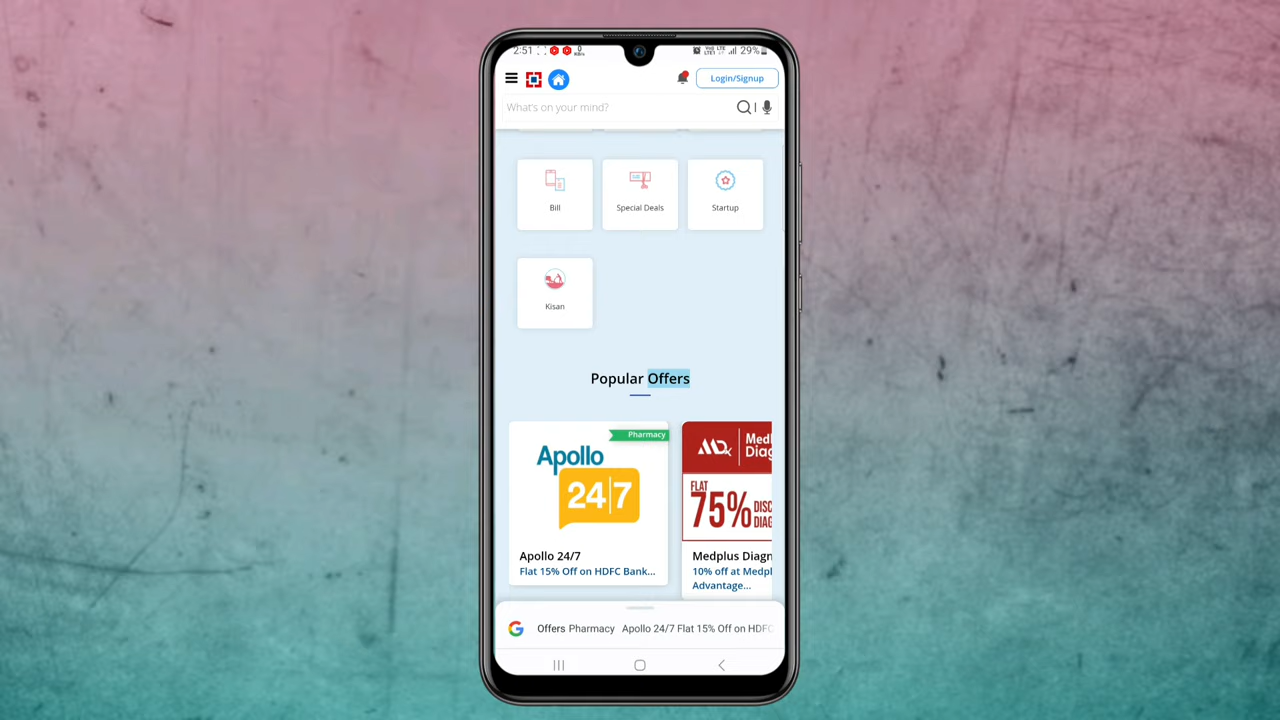 2:51 29%
Login/Signup
What's on your mind?
Bill Special Deals Startup
Kisan
Popular Offers
Pharmacy
Apollo
24|7
Apollo 24/7
Flat 15% Off on HDFC Bank...
FLAT
75%
Medplus Diagn
10% off at Medpl
Advantage...
Offers Pharmacy Apollo 24/7 Flat 15% Off on HDFC